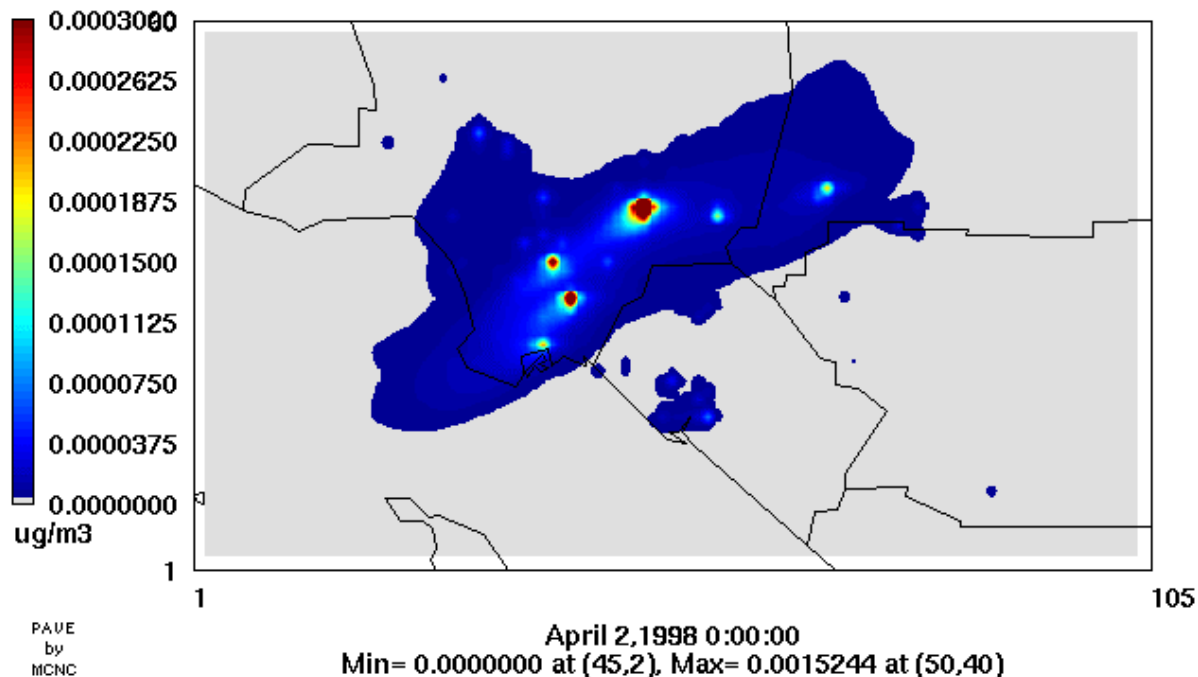 0.0003000
60
0.0002625
0.0002250
0.0001875
0.0001500
0.0001125
0.0000750
0.0000375
0.0000000
ug/m3
1
1
105
PAVE
by
MCNC
April 2,1998 0:00:00
Min= 0.0000000 at (45,2), Max= 0.0015244 at (50,40)